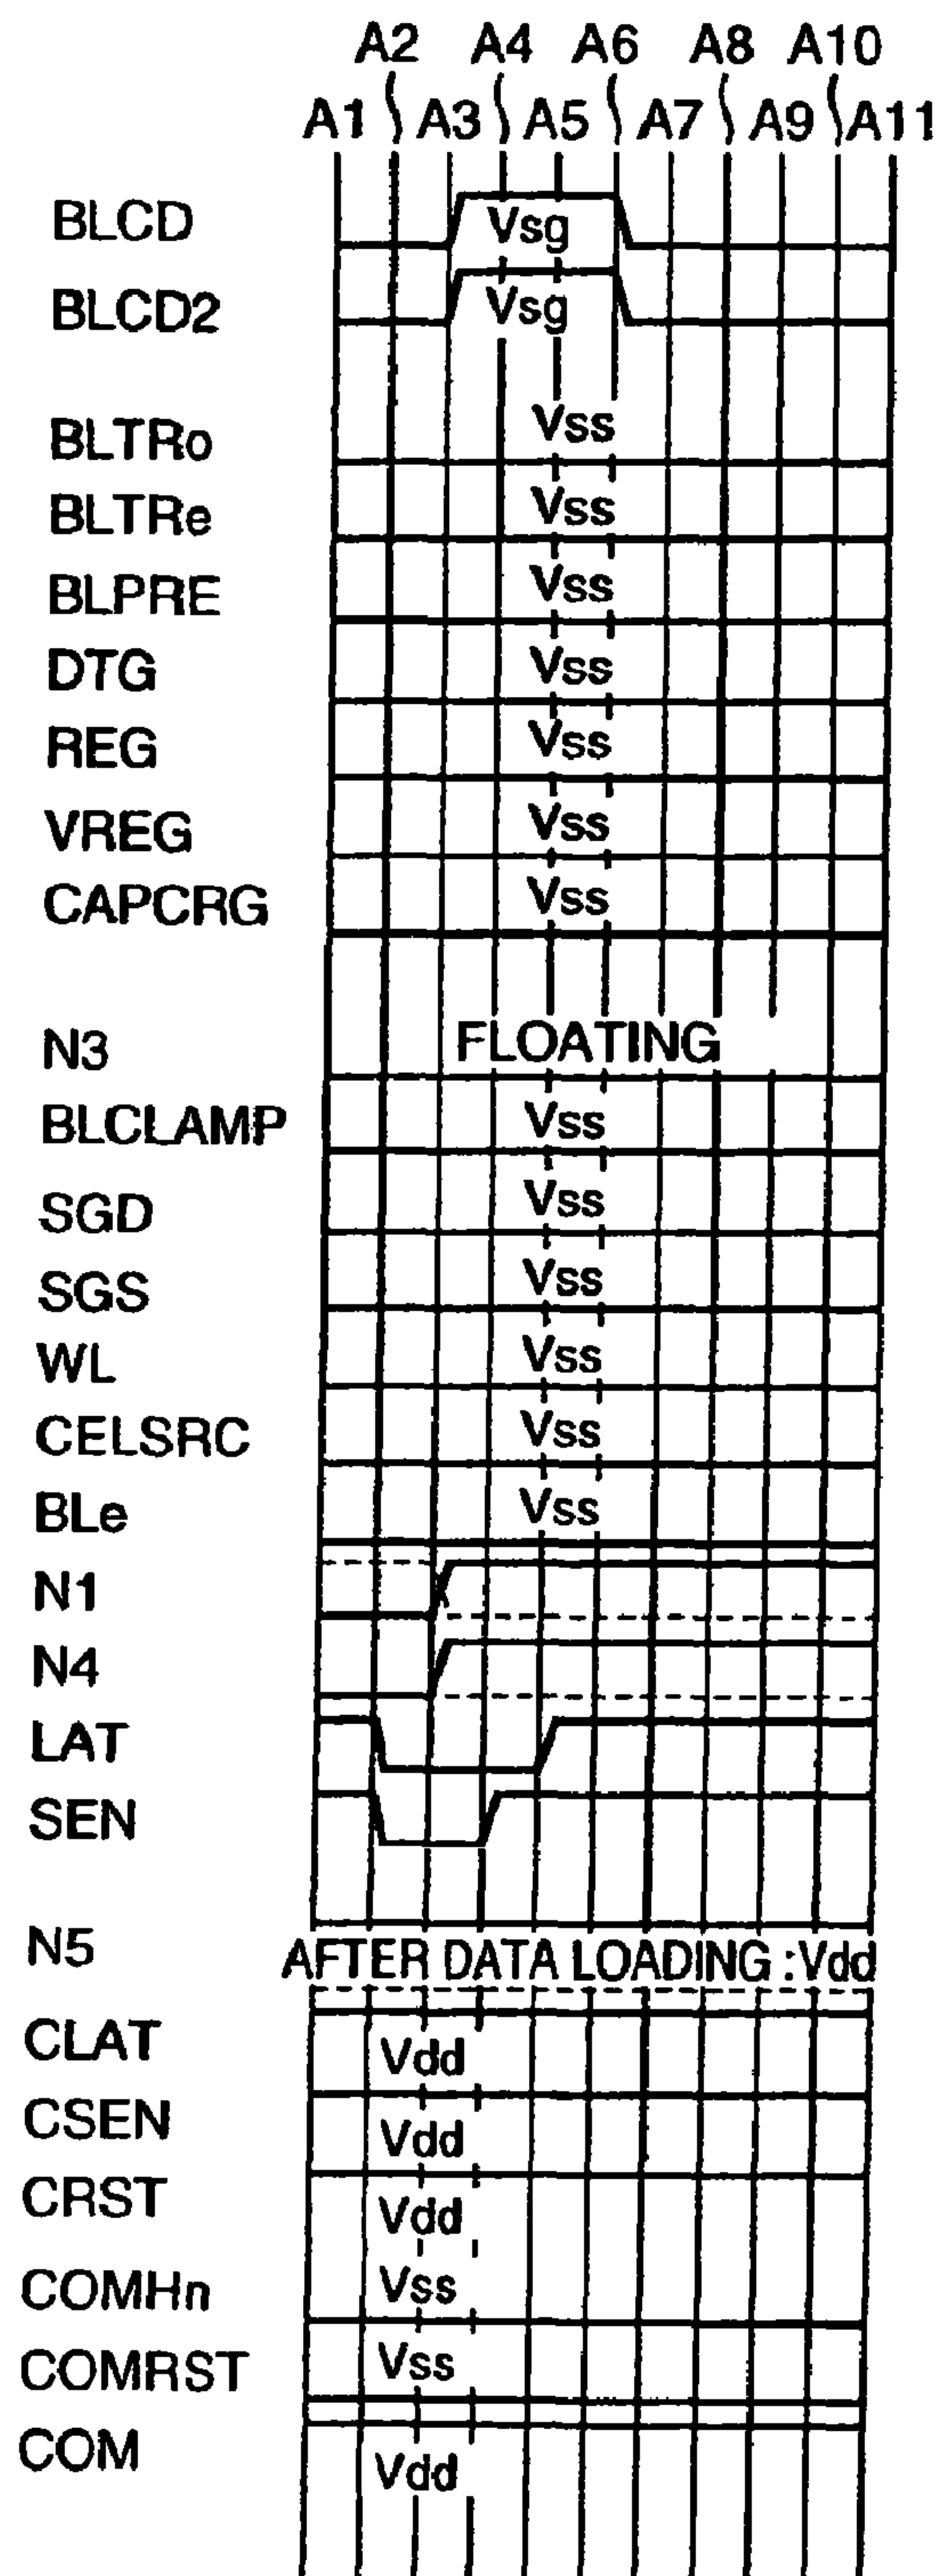 A2 A4 A6 A8 A10
A1 A3 A5 A7 A9 A11
BLCD Vsg
BLCD2 Vsg
BLTRo Vss
BLTRe Vss
BLPRE Vss
DTG Vss
REG Vss
VREG Vss
CAPCRG Vss
N3 FLOATING
BLCLAMP Vss
SGD Vss
SGS Vss
WL Vss
CELSRC Vss
BLe Vss
N1
N4
LAT
SEN
N5 AFTER DATA LOADING :Vdd
CLAT Vdd
CSEN Vdd
CRST Vdd
COMHn Vss
COMRST Vss
COM Vdd